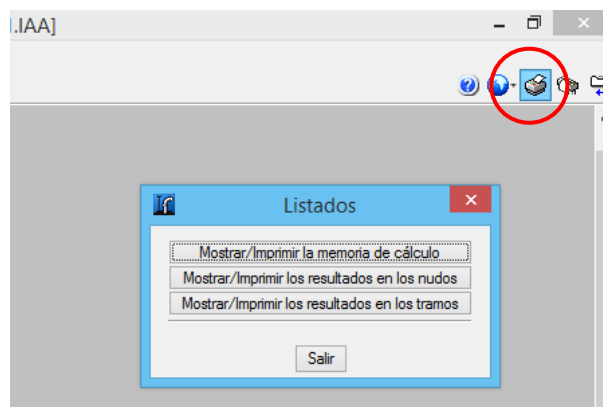 .IAA]
Listados
Mostrar/Imprimir la memoria de cálculo
Mostrar/Imprimir los resultados en los nudos
Mostrar/Imprimir los resultados en los tramos
Salir